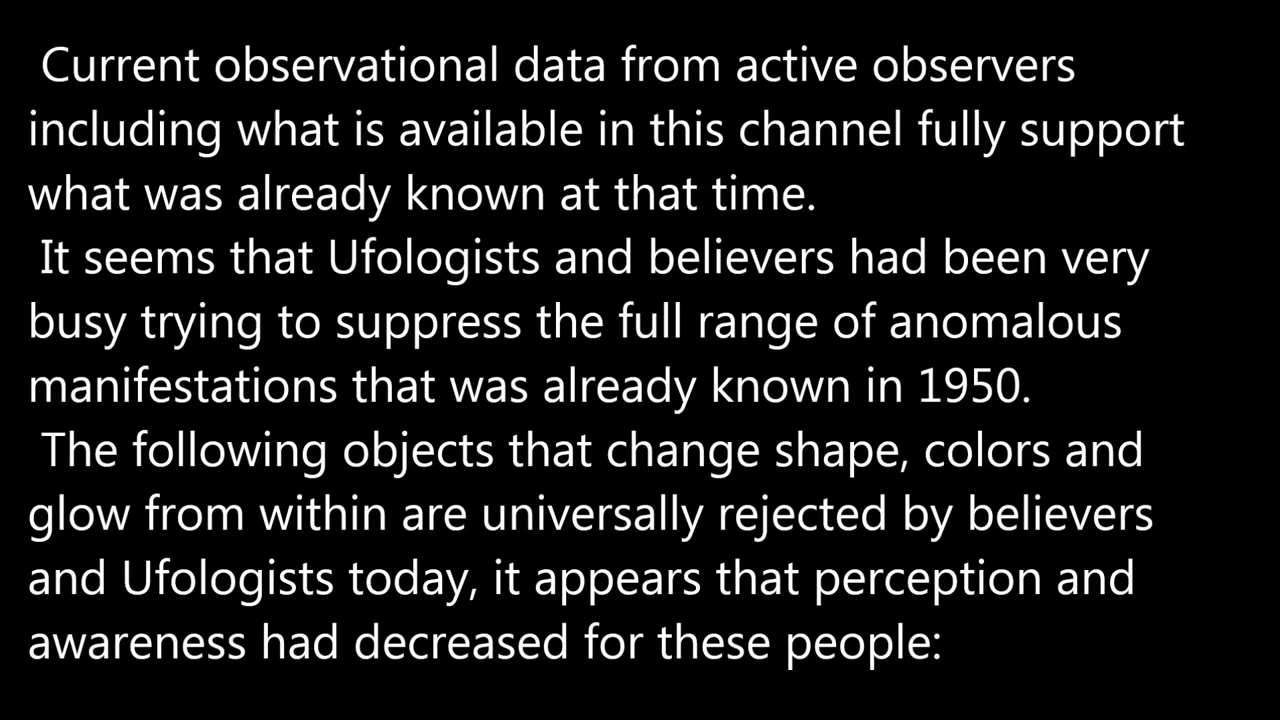 Current observational data from active observers
including what is available in this channel fully support
what was already known at that time.
It seems that Ufologists and believers had been very
busy trying to suppress the full range of anomalous
manifestations that was already known in 1950.
The following objects that change shape, colors and
glow from within are universally rejected by believers
and Ufologists today, it appears that perception and
awareness had decreased for these people: